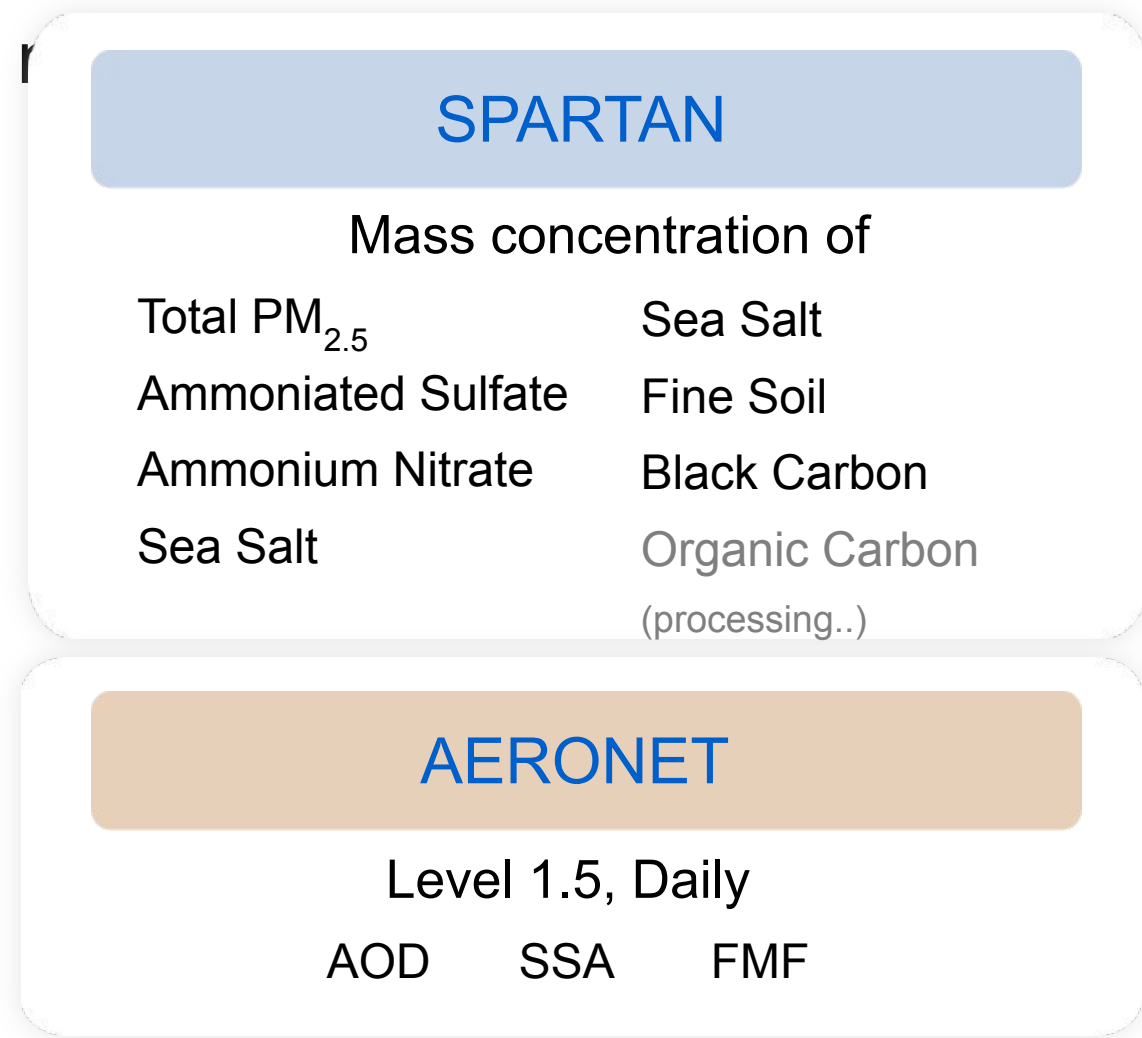 SPARTAN
Mass concentration of
Total PM2.5
Ammoniated Sulfate
Ammonium Nitrate
Sea Salt
Sea Salt
Fine Soil
Black Carbon
Organic Carbon
(processing..)
AERONET
Level 1.5, Daily
AOD SSA FMF